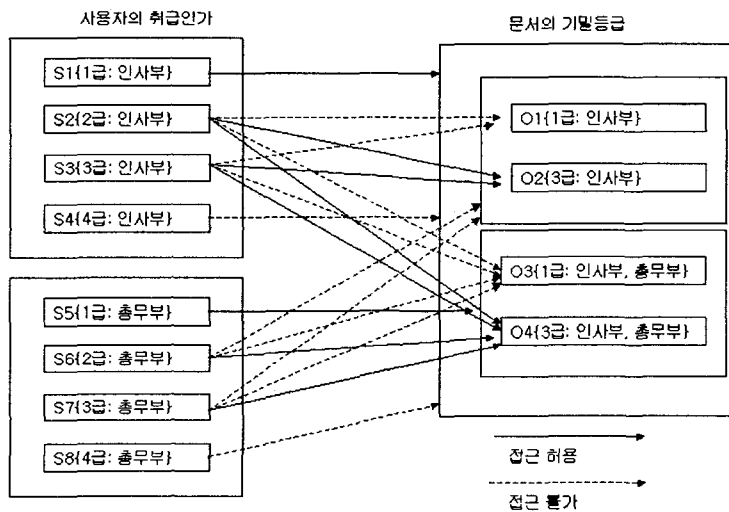 사용자의 취급인가
문서의 기밀등급
S1{1급: 인사부}
S2{2급: 인사부}
S3{3급: 인사부}
S4{4급: 인사부}
S5{1급: 총무부}
S6{2급: 총무부}
S7{3급: 총무부}
S8{4급: 총무부}
O1{1급: 인사부}
O2{3급: 인사부}
O3{1급: 인사부, 총무부}
O4{3급: 인사부, 총무부}
접근 허용
접근 불가